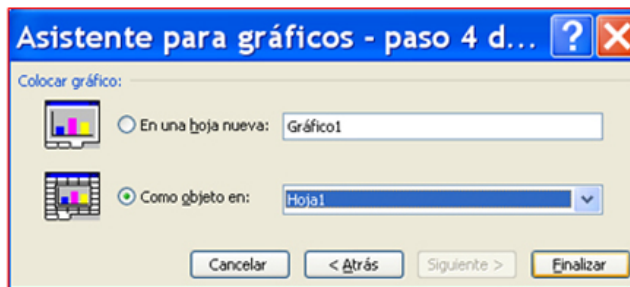 Asistente para gráficos - paso 4 d... ?
Colocar gráfico:
En una hoja nueva: Gráfico1
Como objeto en: Hoja1
Cancelar < Atrás Siguiente > Finalizar